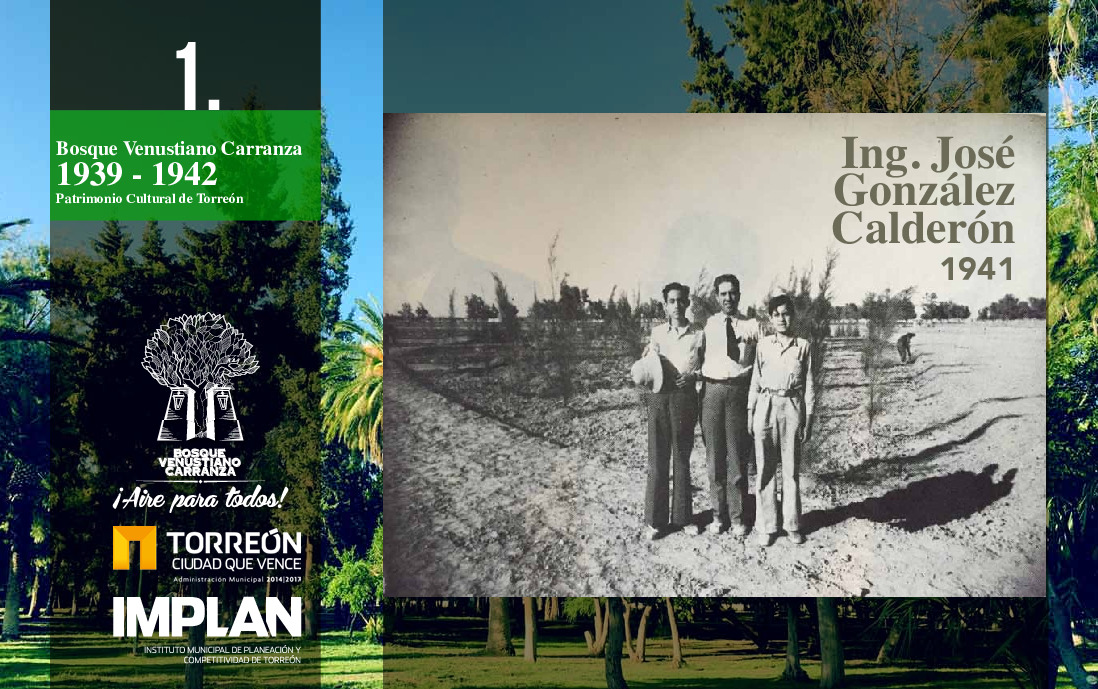 1.
Bosque Venustiano Carranza
1939 - 1942
Patrimonio Cultural de Torreón
BOSQUE
VENUSTIANO
CARRANZA
¡Aire para todos!
TORREÓN
CIUDAD QUE VENCE
Administración Municipal 2014|2017
IMPLAN
INSTITUTO MUNICIPAL DE PLANEACIÓN Y
COMPETITIVIDAD DE TORREÓN
Ing. José
González
Calderón
1941